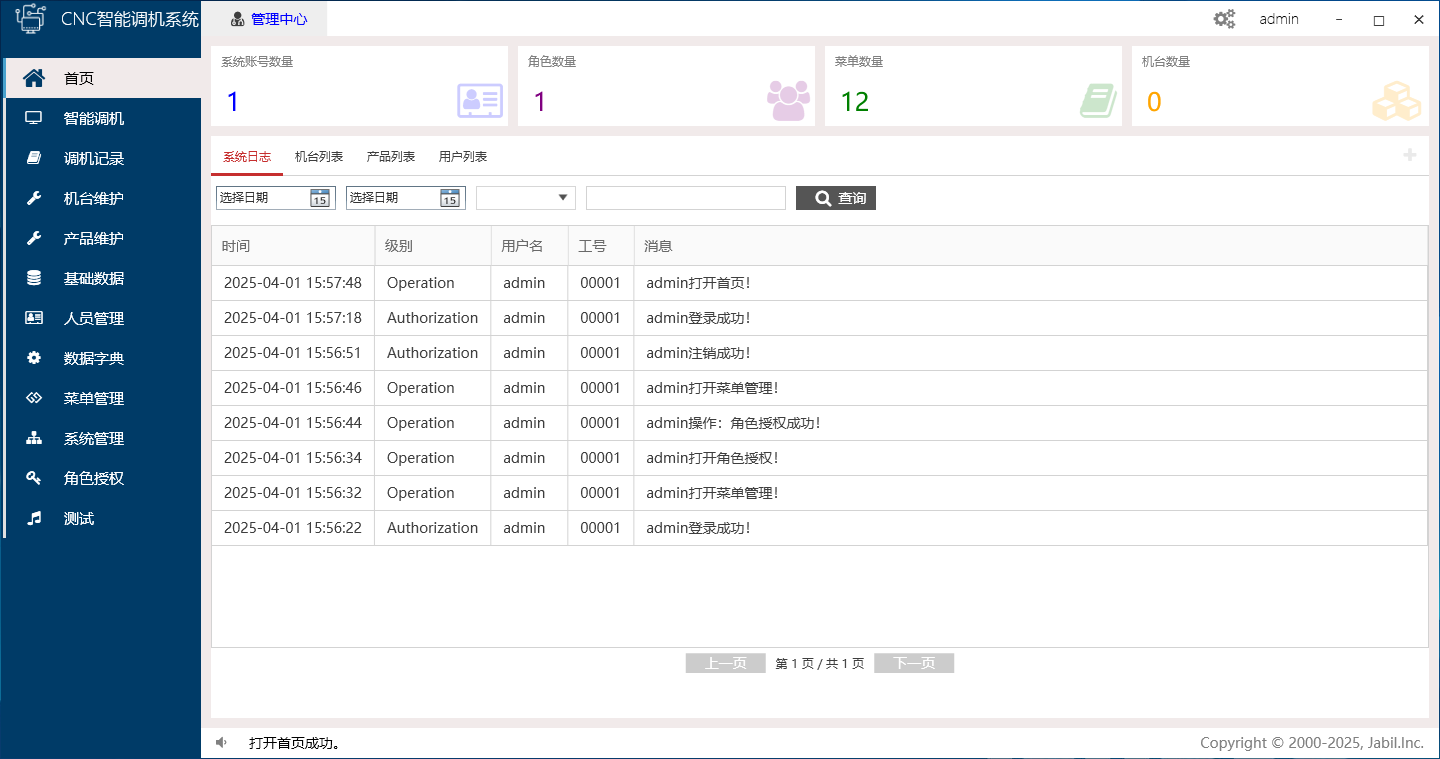 CNC智能调机系统
管理中心
admin
首页
智能调机
调机记录
机台维护
产品维护
基础数据
人员管理
数据字典
菜单管理
系统管理
角色授权
测试
系统账号数量
1
角色数量
1
菜单数量
12
机台数量
0
系统日志 机台列表 产品列表 用户列表
选择日期 15 选择日期 15 查询
时间 级别 用户名 工号 消息
2025-04-01 15:57:48 Operation admin 00001 admin打开首页!
2025-04-01 15:57:18 Authorization admin 00001 admin登录成功!
2025-04-01 15:56:51 Authorization admin 00001 admin注销成功!
2025-04-01 15:56:46 Operation admin 00001 admin打开菜单管理!
2025-04-01 15:56:44 Operation admin 00001 admin操作：角色授权成功!
2025-04-01 15:56:34 Operation admin 00001 admin打开角色授权!
2025-04-01 15:56:32 Operation admin 00001 admin打开菜单管理!
2025-04-01 15:56:22 Authorization admin 00001 admin登录成功!
上一页 第 1 页 / 共 1 页 下一页
打开首页成功。
Copyright © 2000-2025, Jabil.Inc.